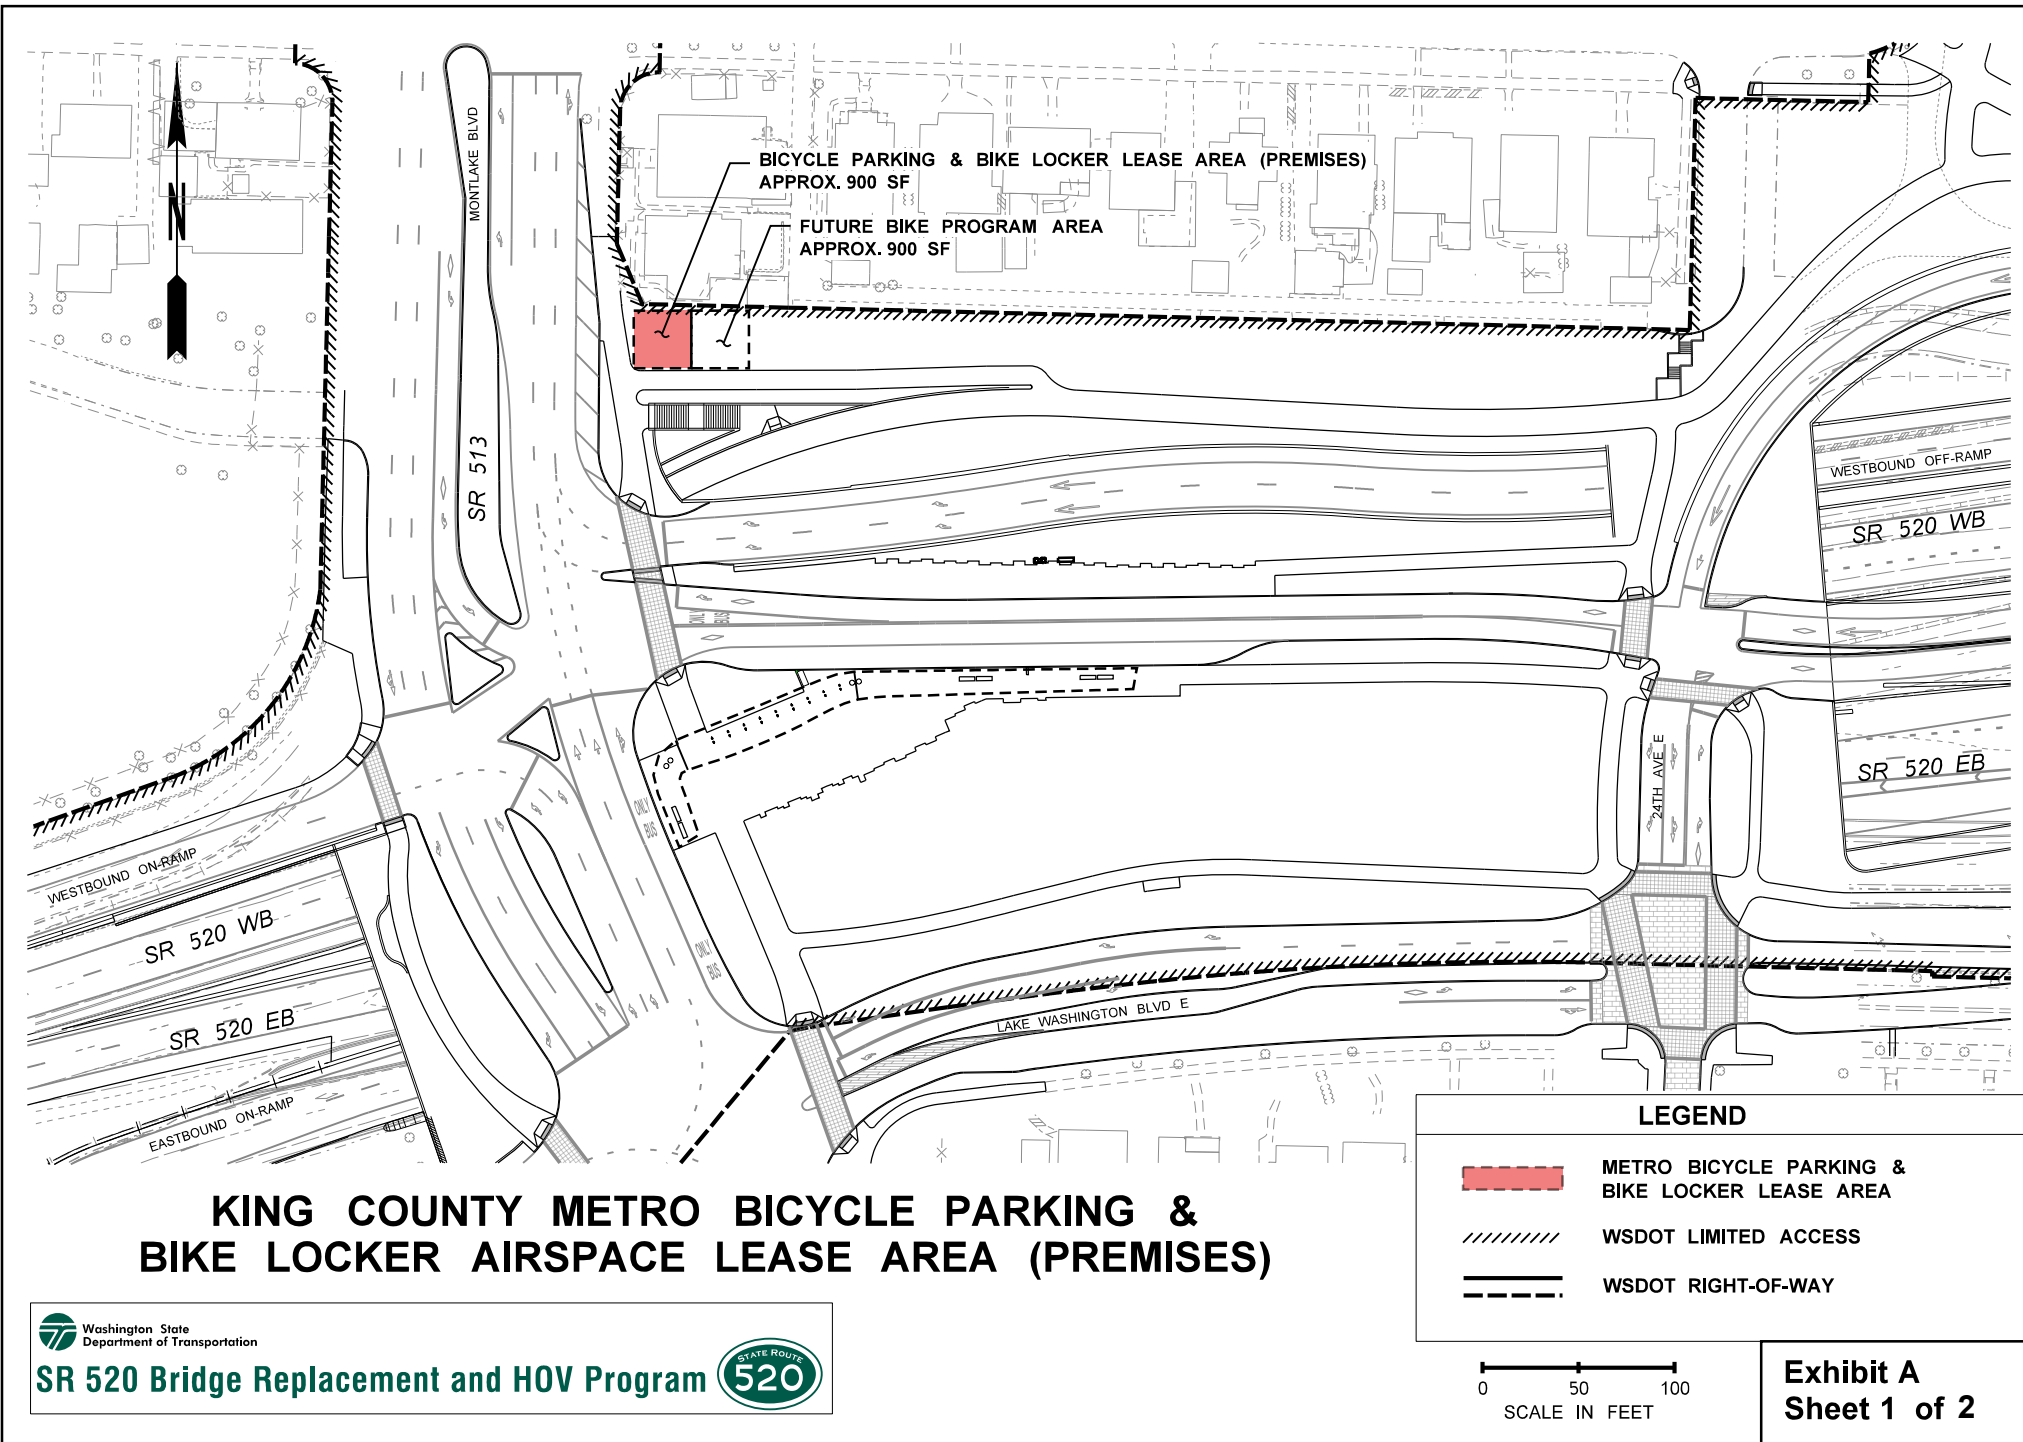 N
MONTLAKE BLVD
SR 513
BICYCLE PARKING & BIKE LOCKER LEASE AREA (PREMISES)
APPROX. 900 SF
FUTURE BIKE PROGRAM AREA
APPROX. 900 SF
WESTBOUND OFF-RAMP
SR 520 WB
ONLY
BUS
24TH AVE E
SR 520 EB
ONLY
BUS
WESTBOUND ON-RAMP
SR 520 WB
ONLY
BUS
SR 520 EB
LAKE WASHINGTON BLVD E
EASTBOUND ON-RAMP
KING COUNTY METRO BICYCLE PARKING &
BIKE LOCKER AIRSPACE LEASE AREA (PREMISES)
LEGEND
METRO BICYCLE PARKING &
BIKE LOCKER LEASE AREA
WSDOT LIMITED ACCESS
WSDOT RIGHT-OF-WAY
Washington State
Department of Transportation
SR 520 Bridge Replacement and HOV Program
STATE ROUTE
520
0 50 100
SCALE IN FEET
Exhibit A
Sheet 1 of 2